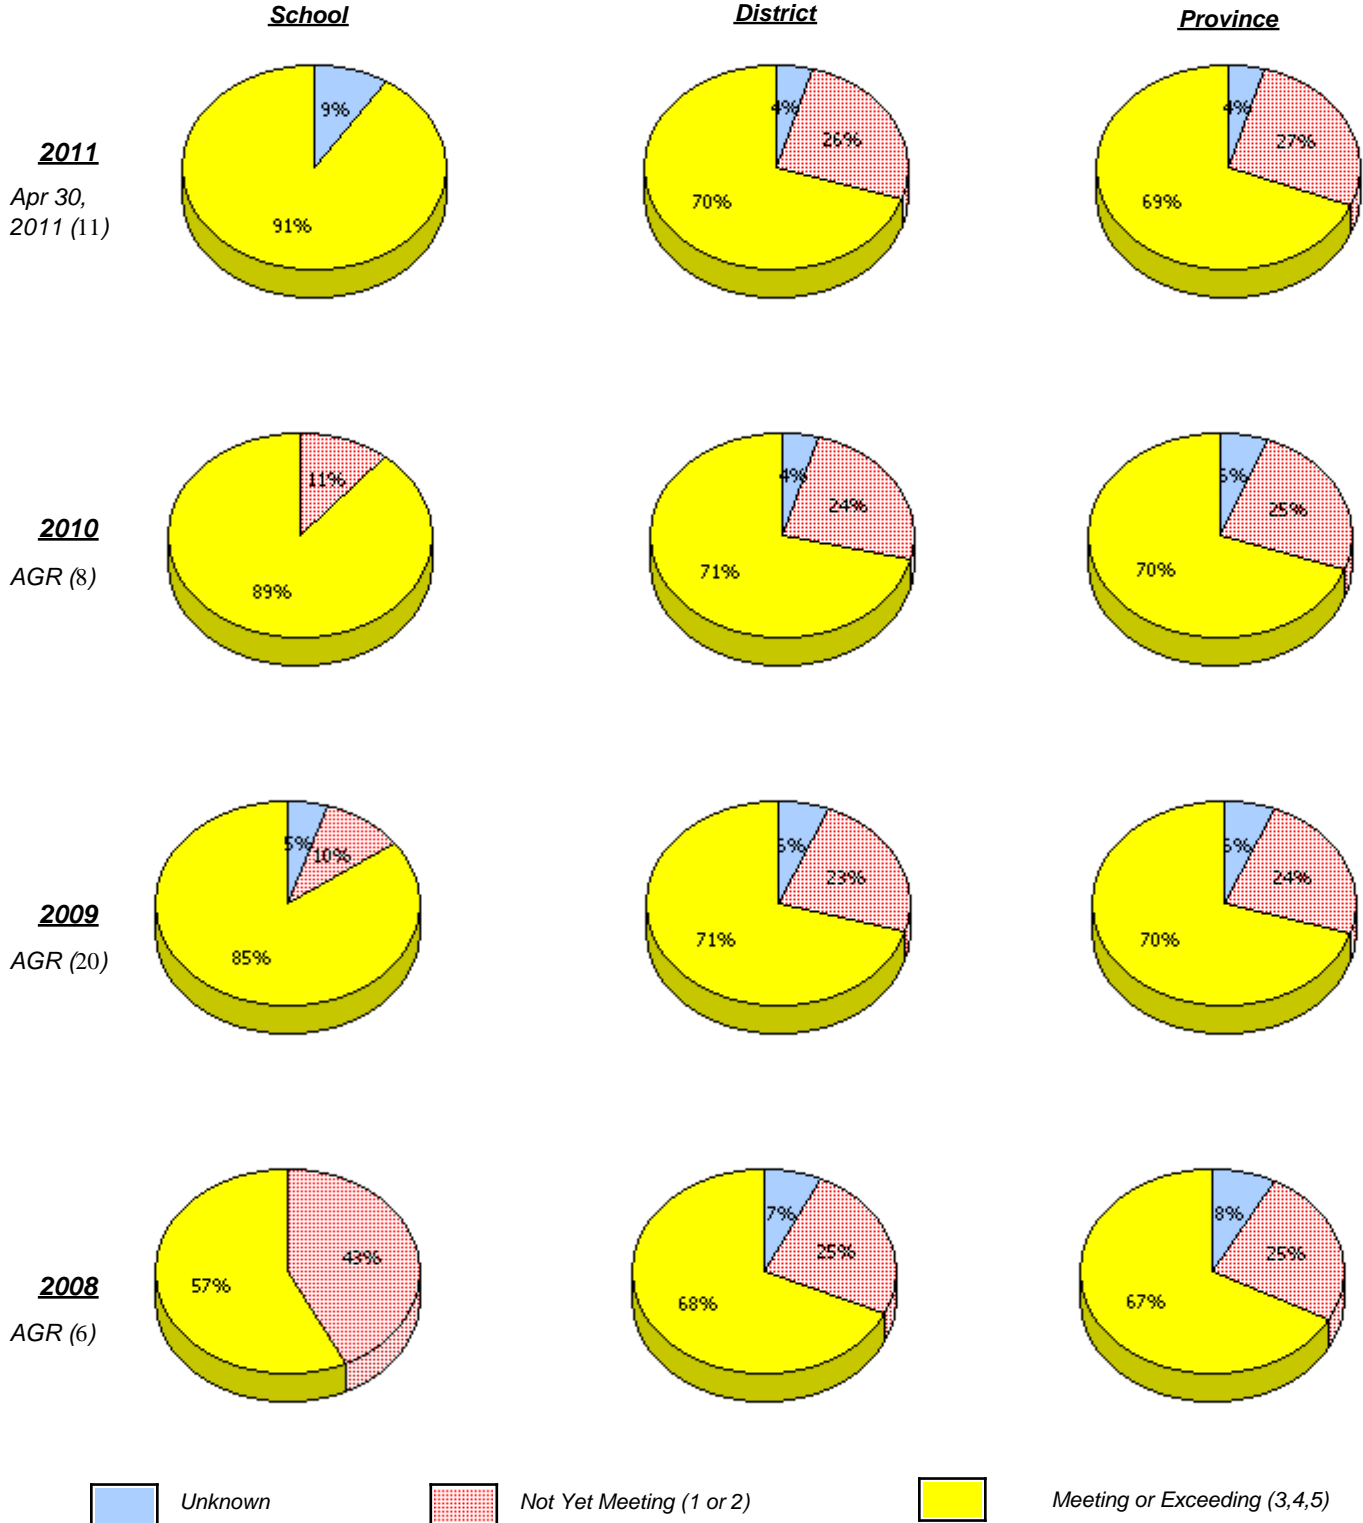 School District Province
9% 4% 4%
26% 27%
2011
Apr 30,
2011 (11)
70% 69%
91%
11% 4%
24% 25%
2010
AGR (8)
89% 71% 70%
5%
10% 23% 24%
2009
AGR (20)
85% 71% 70%
7% 8%
43% 25% 25%
2008
AGR (6)
57% 68% 67%
Unknown Not Yet Meeting (1 or 2) Meeting or Exceeding (3,4,5)